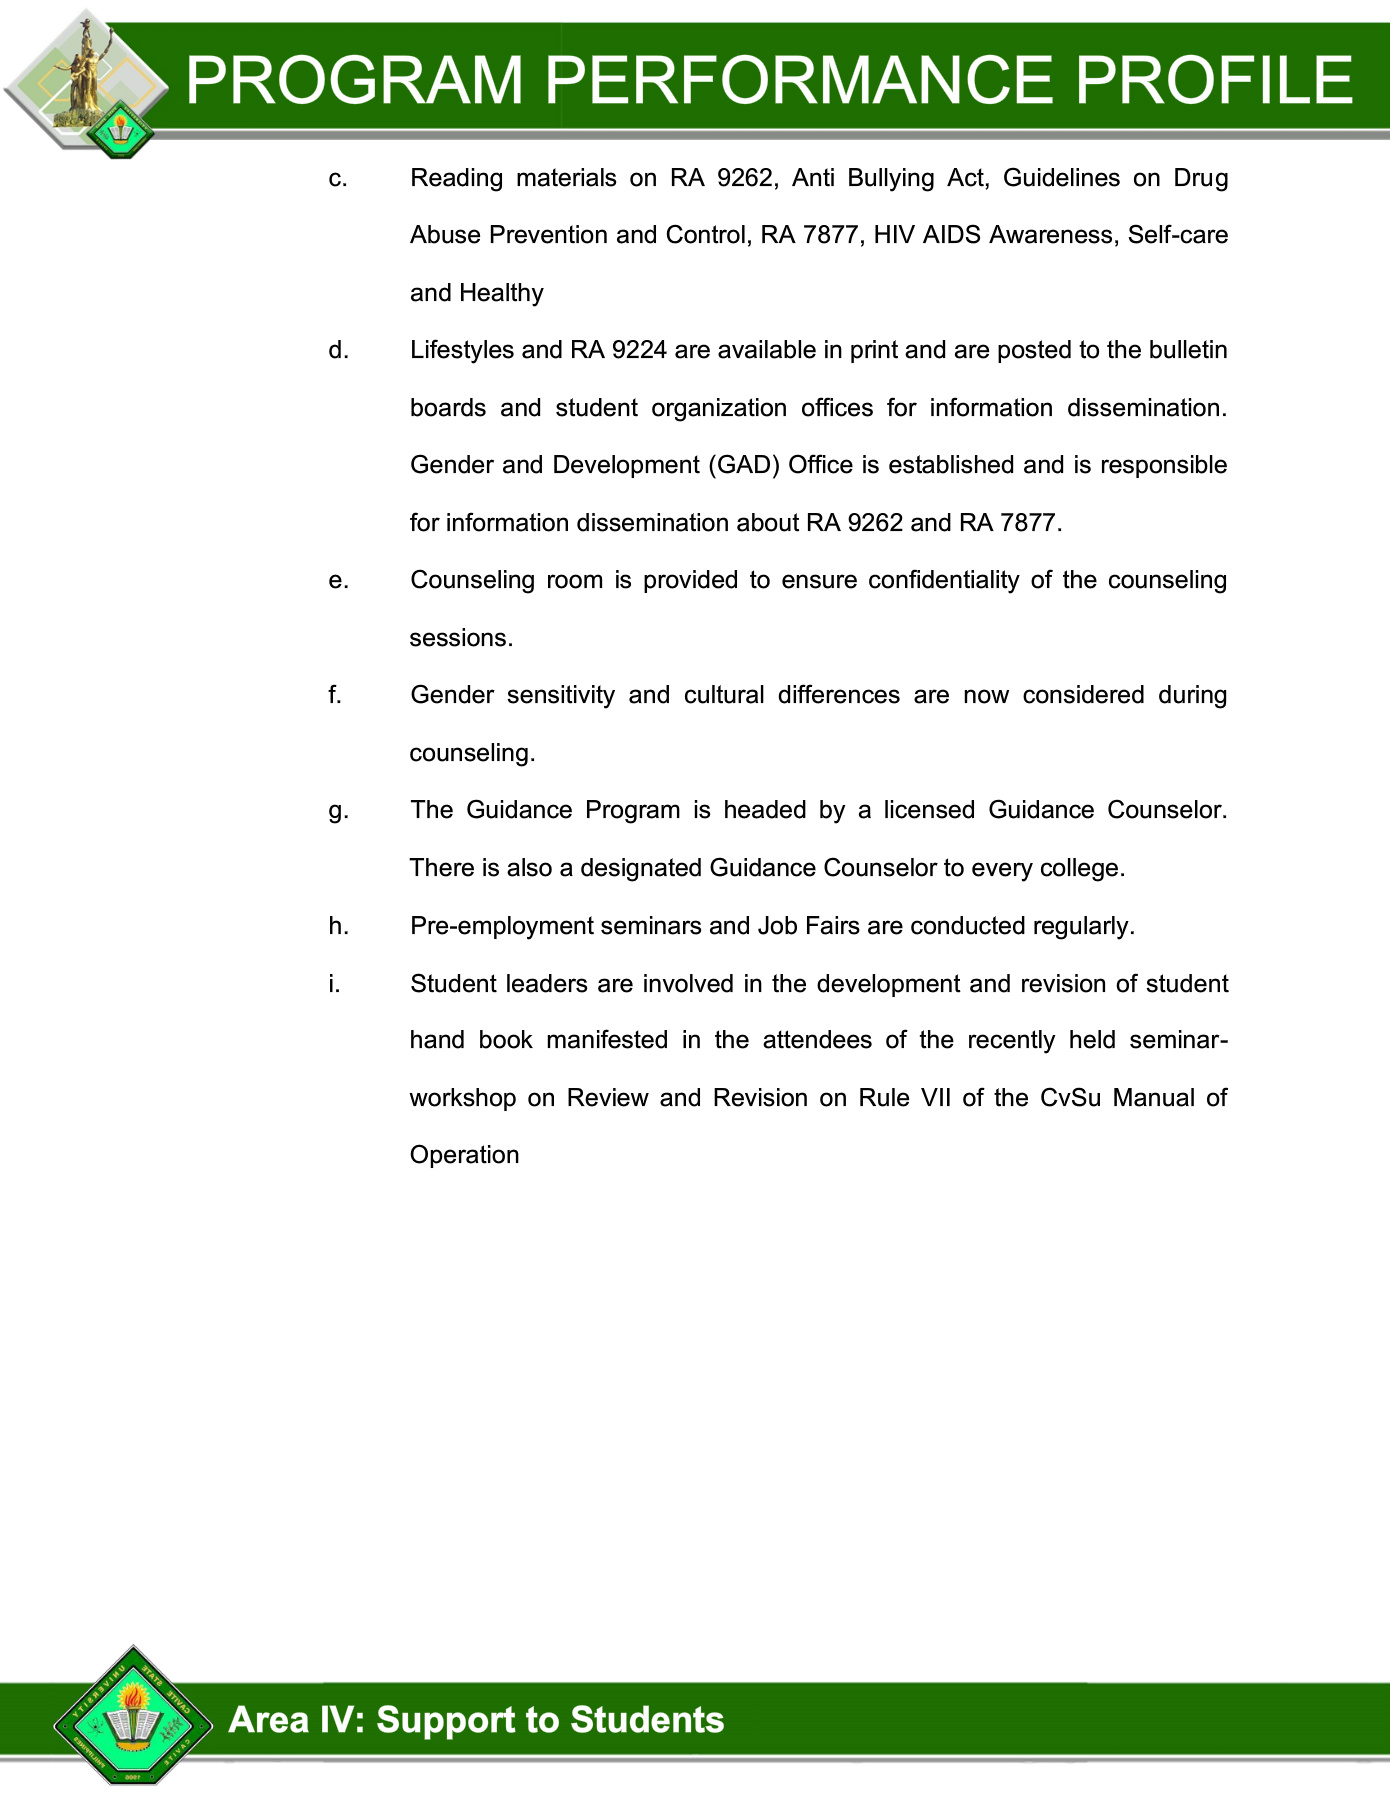 PROGRAM PERFORMANCE PROFILE
c. Reading materials on RA 9262, Anti Bullying Act, Guidelines on Drug
Abuse Prevention and Control, RA 7877, HIV AIDS Awareness, Self-care
and Healthy
d. Lifestyles and RA 9224 are available in print and are posted to the bulletin
boards and student organization offices for information dissemination.
Gender and Development (GAD) Office is established and is responsible
for information dissemination about RA 9262 and RA 7877.
e. Counseling room is provided to ensure confidentiality of the counseling
sessions.
f. Gender sensitivity and cultural differences are now considered during
counseling.
g. The Guidance Program is headed by a licensed Guidance Counselor.
There is also a designated Guidance Counselor to every college.
h. Pre-employment seminars and Job Fairs are conducted regularly.
i. Student leaders are involved in the development and revision of student
hand book manifested in the attendees of the recently held seminar-
workshop on Review and Revision on Rule VII of the CvSu Manual of
Operation
CAVITE STATE UNIVERSITY
CAVITE
PHILIPPINES
Area IV: Support to Students